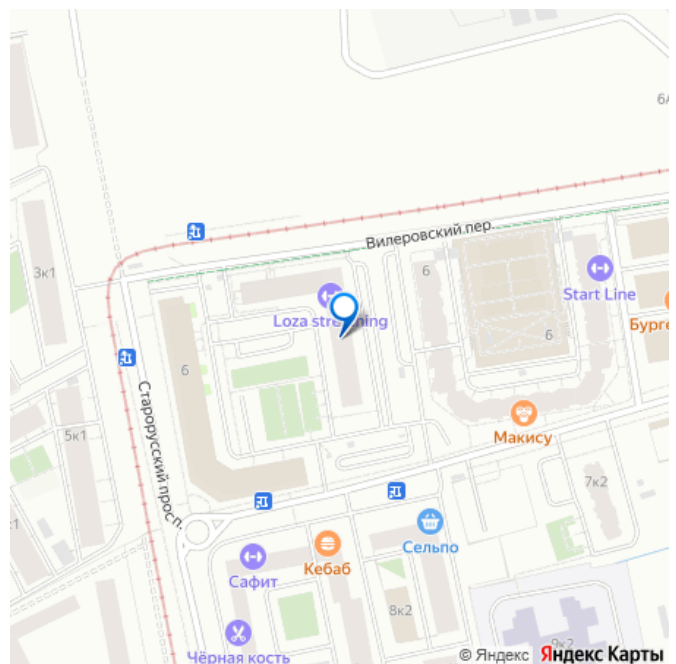 6А
Вилеровский пер.
3к1
6
Start Line
Loza stretching
Бурге
6
6
Старорусский просп.
Макису
5к1
7к2
Сельпо
Кебаб
Сафит
8к2
9к2
Чёрная кость
© Яндекс Яндекс Карты